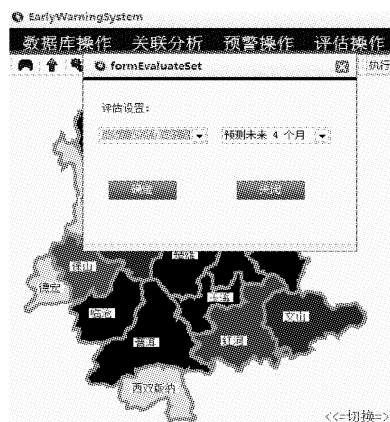 EarlyWarningSystem
数据库操作 关联分析 预警操作 评估操作
formEvaluateSet
执行
评估设置:
预测未来 4 个月
确定 关闭
楚雄
保山
德宏
玉溪
临沧
文山
普洱
红河
西双版纳
<<=切换=>